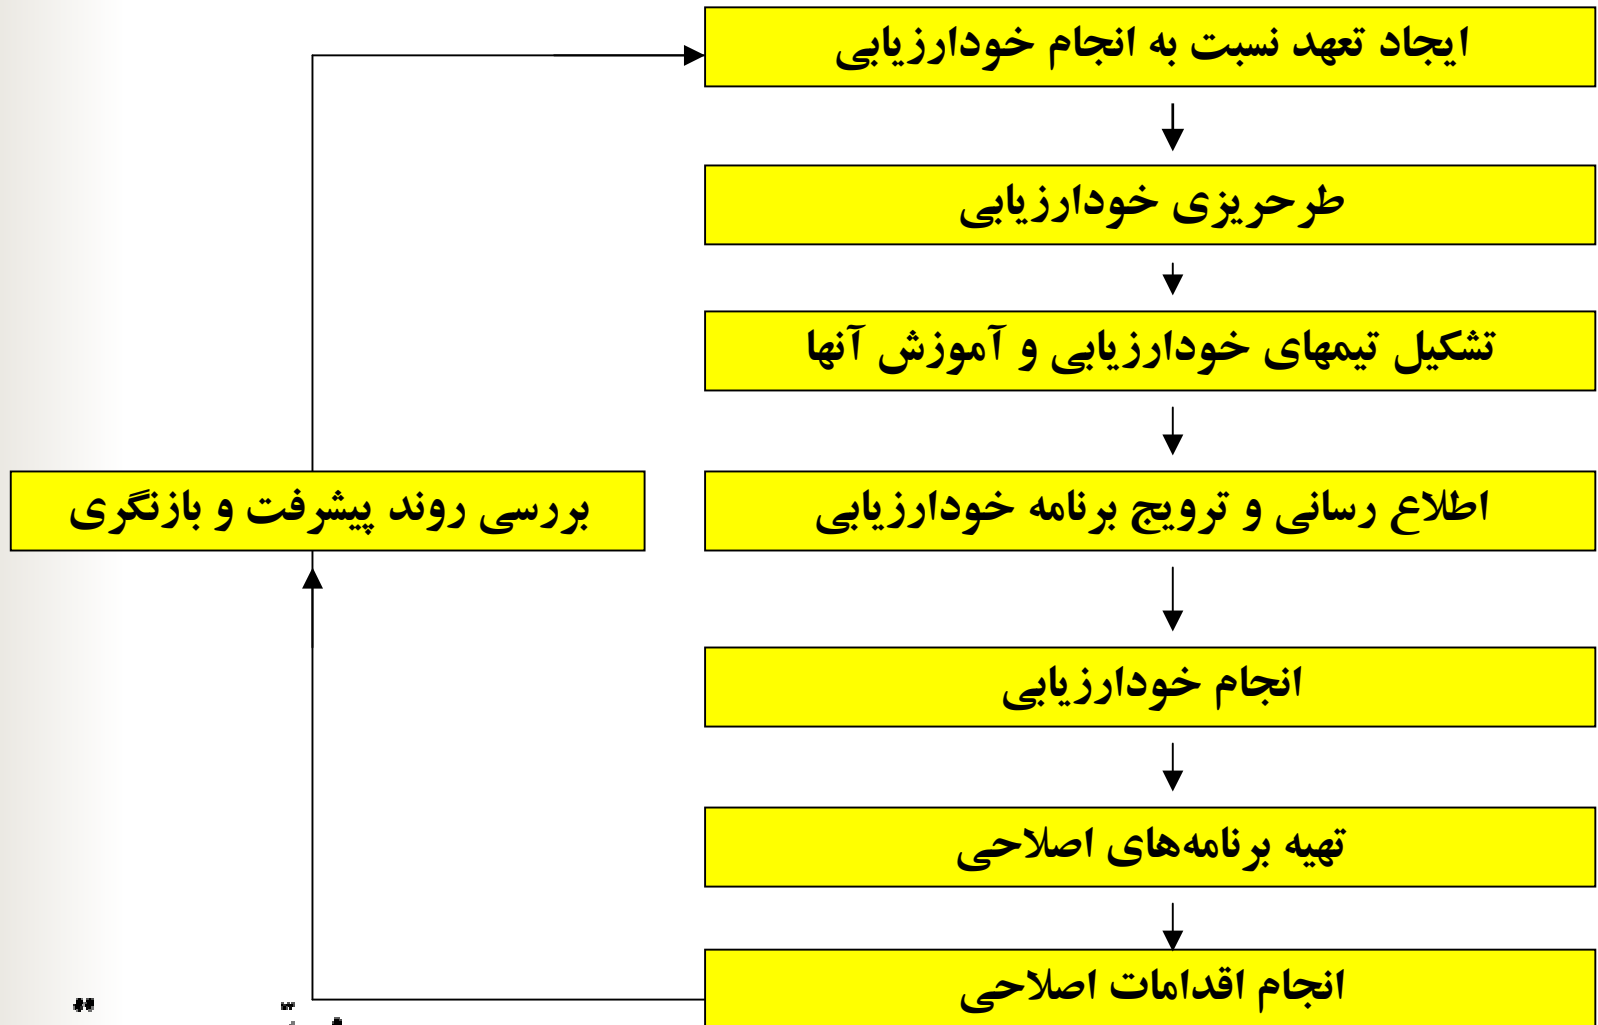 ایجاد تعهد نسبت به انجام خودارزیابی
طرحریزی خودارزیابی
تشکیل تیمهای خودارزیابی و آموزش آنها
اطلاع رسانی و ترویج برنامه خودارزیابی
بررسی روند پیشرفت و بازنگری
انجام خودارزیابی
تهیه برنامه‌های اصلاحی
انجام اقدامات اصلاحی